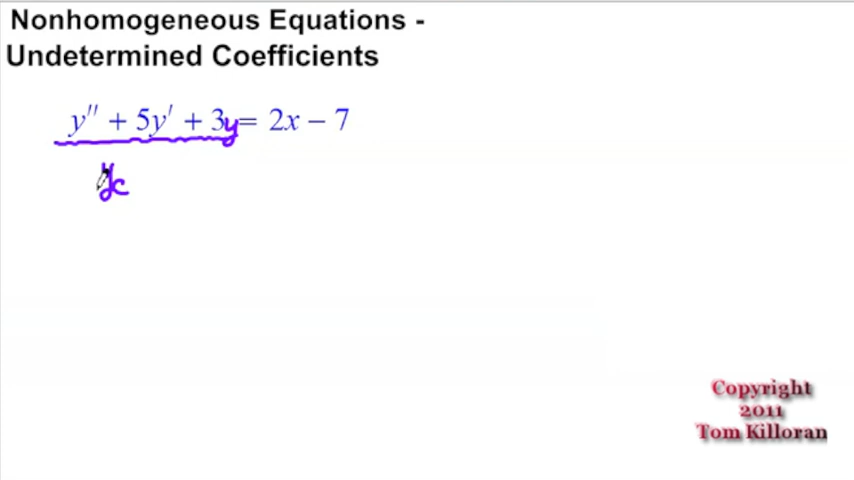 Nonhomogeneous Equations -
Undetermined Coefficients
y'' + 5y' + 3y = 2x − 7
yc
Copyright
2011
Tom Killoran